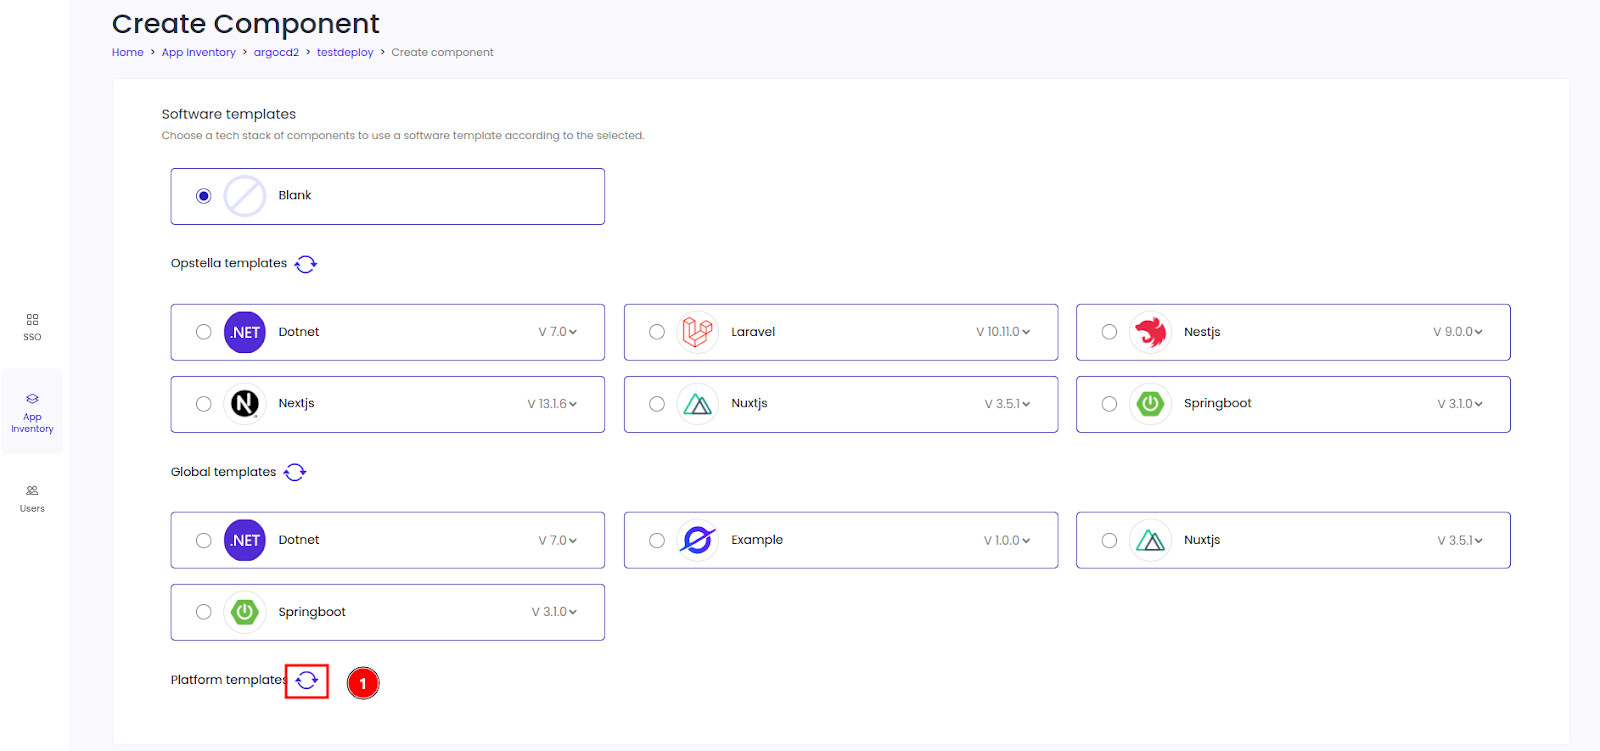 Create Component
Home > App Inventory > argocd2 > testdeploy > Create component
Software templates
Choose a tech stack of components to use a software template according to the selected.
Blank
Opstella templates
.NET Dotnet V 7.0
Laravel V 10.11.0
Nestjs V 9.0.0
N Nextjs V 13.1.6
Nuxtjs V 3.5.1
Springboot V 3.1.0
SSO
App
Inventory
Users
Global templates
.NET Dotnet V 7.0
Example V 1.0.0
Nuxtjs V 3.5.1
Springboot V 3.1.0
Platform templates 1